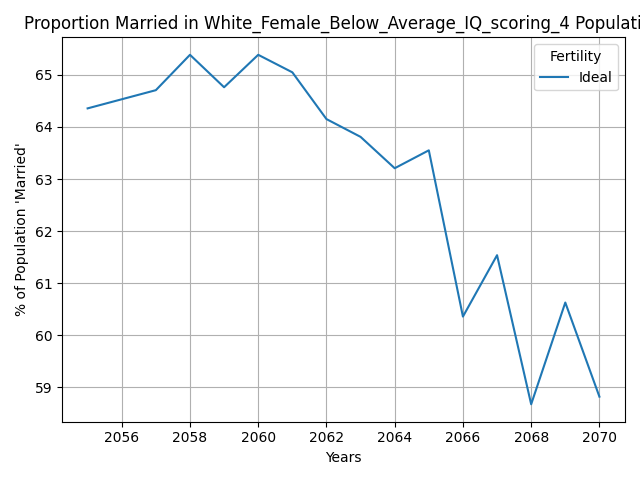 Proportion Married in White_Female_Below_Average_IQ_scoring_4 Populati
Fertility
Ideal
% of Population 'Married'
65
64
63
62
61
60
59
2056 2058 2060 2062 2064 2066 2068 2070
Years